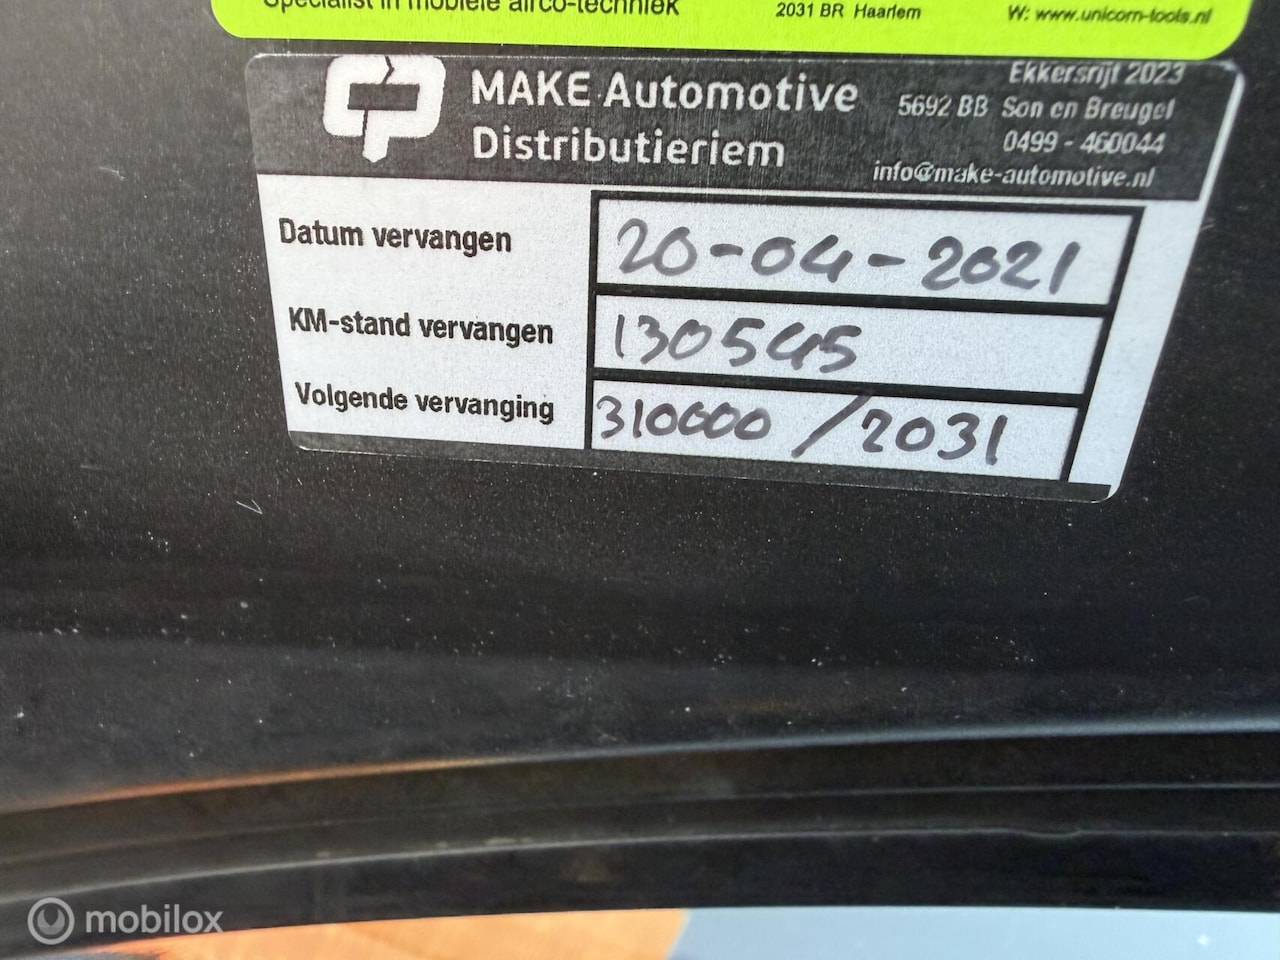 Specialist in mobiele airco-techniek
2031 BR Haarlem
W: www.unicorn-tools.nl
MAKE Automotive
Distributieriem
Ekkersrijt 2023
5692 BB Son en Breugel
0499 - 460044
info@make-automotive.nl
Datum vervangen 20-04-2021
KM-stand vervangen 130545
Volgende vervanging 310000 / 2031
mobilox